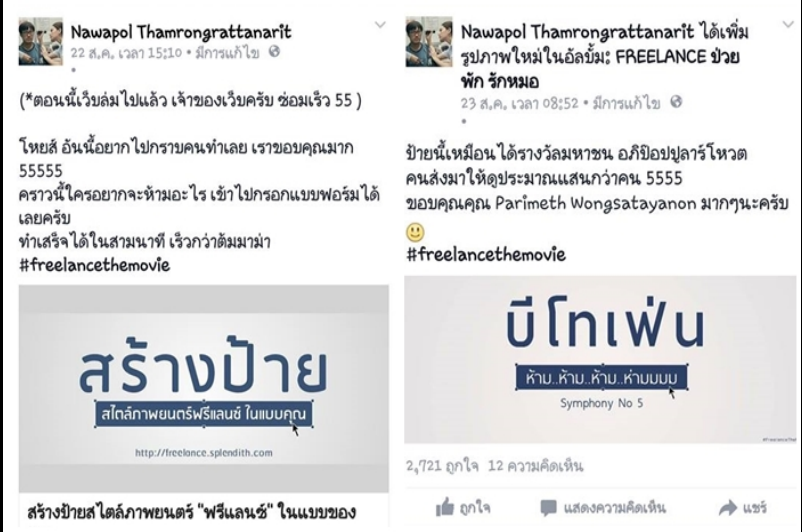 Nawapol Thamrongrattanarit
22 ส.ค. เวลา 15:10 • มีการแก้ไข
(*ตอนนี้เว็บล่มไปแล้ว เจ้าของเว็บครับ ซ่อมเร็ว 55 )
โหยส์ อันนี้อยากไปกราบคนทำเลย เราขอบคุณมาก
55555
คราวนี้ใครอยากจะห้ามอะไร เข้าไปกรอกแบบฟอร์มได้
เลยครับ
ทำเสร็จได้ในสามนาที เร็วกว่าต้มมาม่า
#freelancethemovie
สร้างป้าย
สไตล์ภาพยนตร์ฟรีแลนซ์ ในแบบคุณ
http://freelance.splendith.com
สร้างป้ายสไตล์ภาพยนตร์ "ฟรีแลนซ์" ในแบบของ
Nawapol Thamrongrattanarit ได้เพิ่ม
รูปภาพใหม่ในอัลบั้ม: FREELANCE ป่วย
พัก รักหมอ
23 ส.ค. เวลา 08:52 • มีการแก้ไข
ป้ายนี้เหมือนได้รางวัลมหาชน อภิป๊อปปูลาร์โหวต
คนส่งมาให้ดูประมาณแสนกว่าคน 5555
ขอบคุณคุณ Parimeth Wongsatayanon มากๆนะครับ
#freelancethemovie
บีโทเฟ่น
ห้าม..ห้าม..ห้าม..ห่ามมมม
Symphony No 5
2,721 ถูกใจ 12 ความคิดเห็น
ถูกใจ แสดงความคิดเห็น แชร์